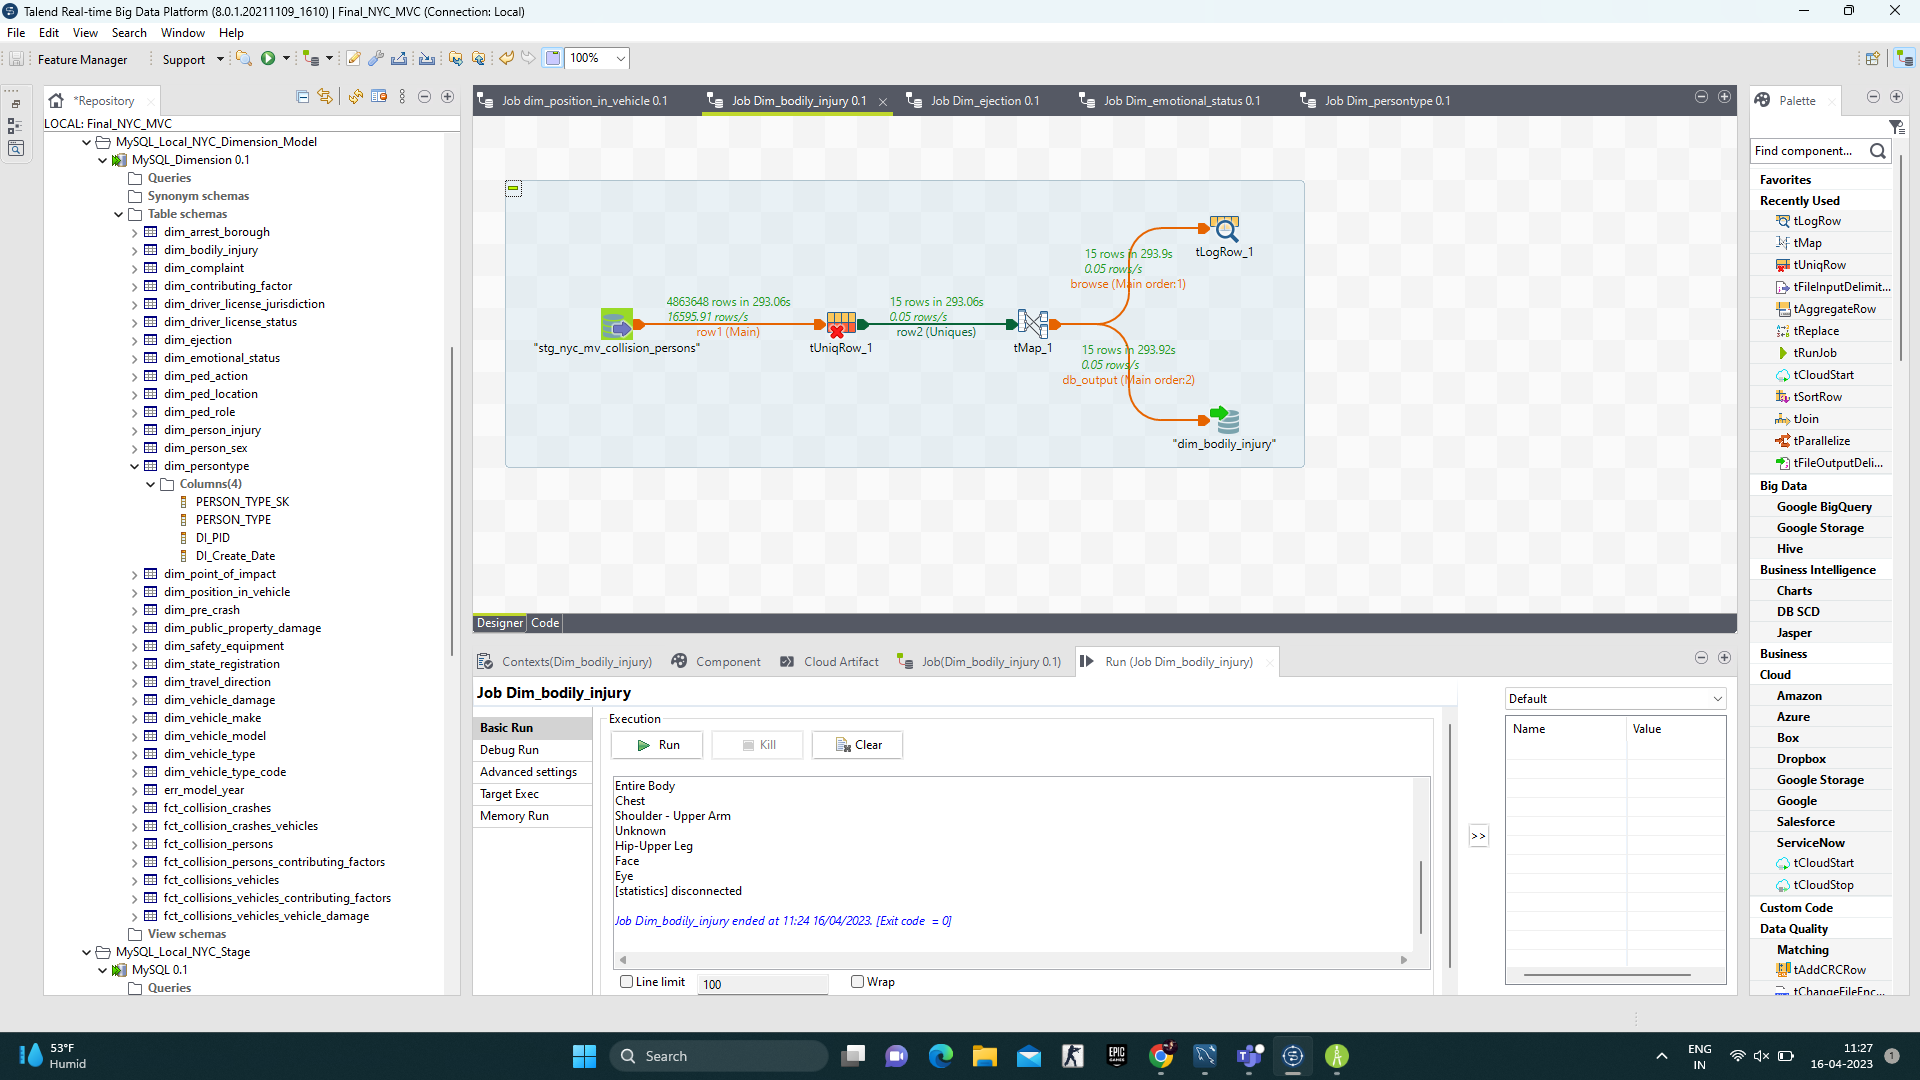 Talend Real-time Big Data Platform (8.0.1.20211109_1610) | Final_NYC_MVC (Connection: Local)
File Edit View Search Window Help
Feature Manager Support 100%
*Repository
LOCAL: Final_NYC_MVC
MySQL_Local_NYC_Dimension_Model
MySQL_Dimension 0.1
Queries
Synonym schemas
Table schemas
dim_arrest_borough
dim_bodily_injury
dim_complaint
dim_contributing_factor
dim_driver_license_jurisdiction
dim_driver_license_status
dim_ejection
dim_emotional_status
dim_ped_action
dim_ped_location
dim_ped_role
dim_person_injury
dim_person_sex
dim_persontype
Columns(4)
PERSON_TYPE_SK
PERSON_TYPE
DI_PID
DI_Create_Date
dim_point_of_impact
dim_position_in_vehicle
dim_pre_crash
dim_public_property_damage
dim_safety_equipment
dim_state_registration
dim_travel_direction
dim_vehicle_damage
dim_vehicle_make
dim_vehicle_model
dim_vehicle_type
dim_vehicle_type_code
err_model_year
fct_collision_crashes
fct_collision_crashes_vehicles
fct_collision_persons
fct_collision_persons_contributing_factors
fct_collisions_vehicles
fct_collisions_vehicles_contributing_factors
fct_collisions_vehicles_vehicle_damage
View schemas
MySQL_Local_NYC_Stage
MySQL 0.1
Queries
Job dim_position_in_vehicle 0.1 Job Dim_bodily_injury 0.1 Job Dim_ejection 0.1 Job Dim_emotional_status 0.1 Job Dim_persontype 0.1
15 rows in 293.9s
0.05 rows/s
browse (Main order:1)
tLogRow_1
4863648 rows in 293.06s
16595.91 rows/s
row1 (Main)
15 rows in 293.06s
0.05 rows/s
row2 (Uniques)
"stg_nyc_mv_collision_persons"
tUniqRow_1
tMap_1
15 rows in 293.92s
0.05 rows/s
db_output (Main order:2)
"dim_bodily_injury"
Designer Code
Contexts(Dim_bodily_injury) Component Cloud Artifact Job(Dim_bodily_injury 0.1) Run (Job Dim_bodily_injury)
Job Dim_bodily_injury
Basic Run
Debug Run
Advanced settings
Target Exec
Memory Run
Execution
Run Kill Clear
Entire Body
Chest
Shoulder - Upper Arm
Unknown
Hip-Upper Leg
Face
Eye
[statistics] disconnected
Job Dim_bodily_injury ended at 11:24 16/04/2023. [Exit code = 0]
Line limit 100 Wrap
>>
Default
Name Value
Palette
Find component...
Favorites
Recently Used
tLogRow
tMap
tUniqRow
tFileInputDelimit...
tAggregateRow
tReplace
tRunJob
tCloudStart
tSortRow
tJoin
tParallelize
tFileOutputDeli...
Big Data
Google BigQuery
Google Storage
Hive
Business Intelligence
Charts
DB SCD
Jasper
Business
Cloud
Amazon
Azure
Box
Dropbox
Google Storage
Google
Salesforce
ServiceNow
tCloudStart
tCloudStop
Custom Code
Data Quality
Matching
tAddCRCRow
tChangeFileEnc...
53°F
Humid
Search
EPIC
GAMES
ENG
IN
11:27
16-04-2023
1